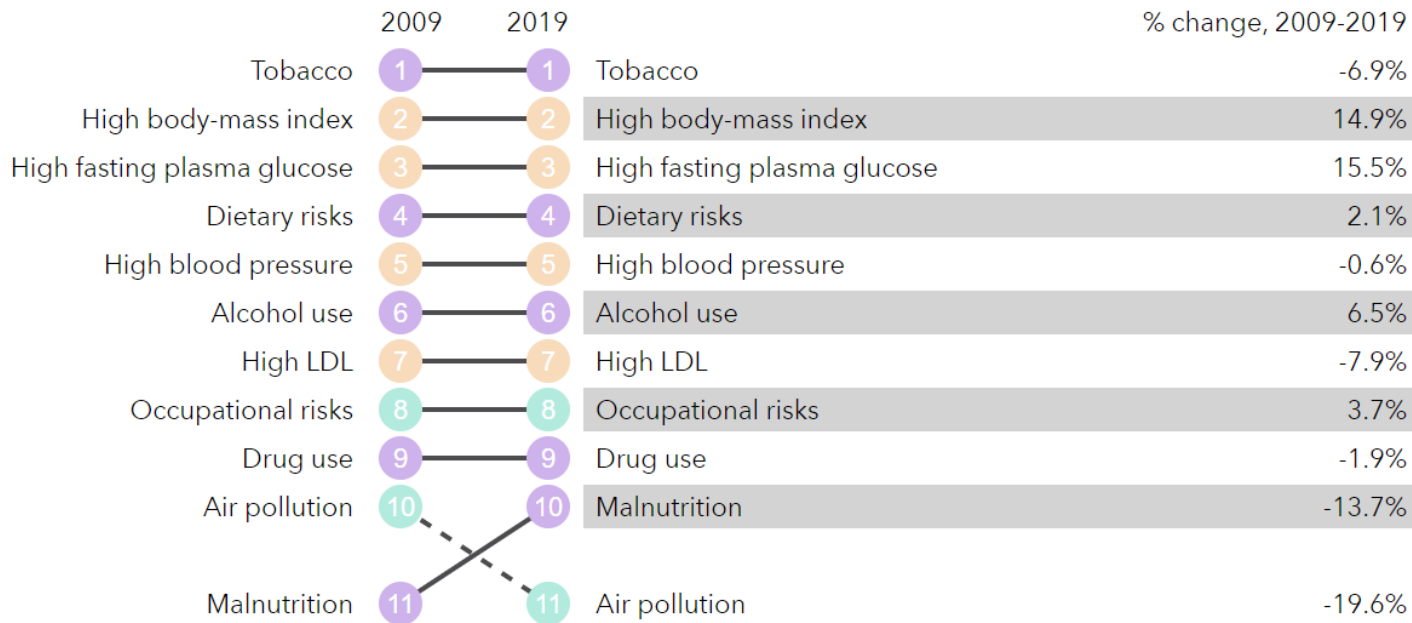 2009 2019 % change, 2009-2019
Tobacco 1 1 Tobacco -6.9%
High body-mass index 2 2 High body-mass index 14.9%
High fasting plasma glucose 3 3 High fasting plasma glucose 15.5%
Dietary risks 4 4 Dietary risks 2.1%
High blood pressure 5 5 High blood pressure -0.6%
Alcohol use 6 6 Alcohol use 6.5%
High LDL 7 7 High LDL -7.9%
Occupational risks 8 8 Occupational risks 3.7%
Drug use 9 9 Drug use -1.9%
Air pollution 10 10 Malnutrition -13.7%
Malnutrition 11 11 Air pollution -19.6%